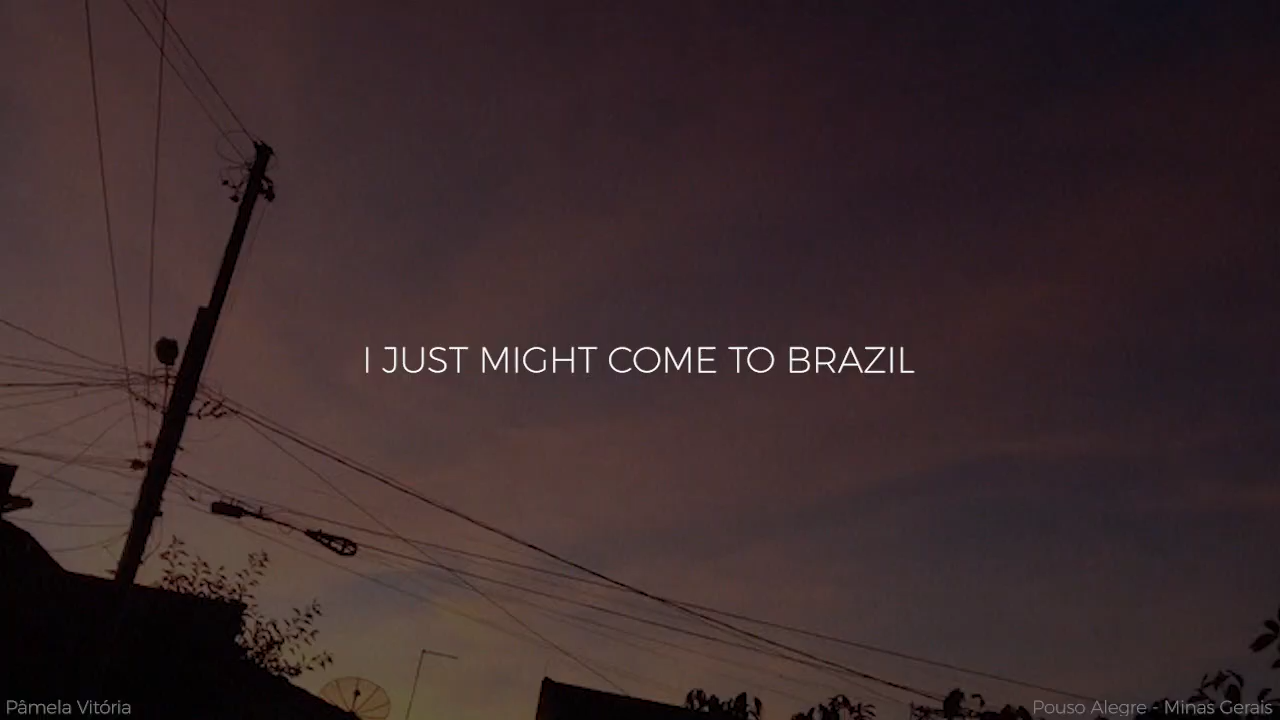 I JUST MIGHT COME TO BRAZIL
Pâmela Vitória
Pouso Alegre - Minas Gerais